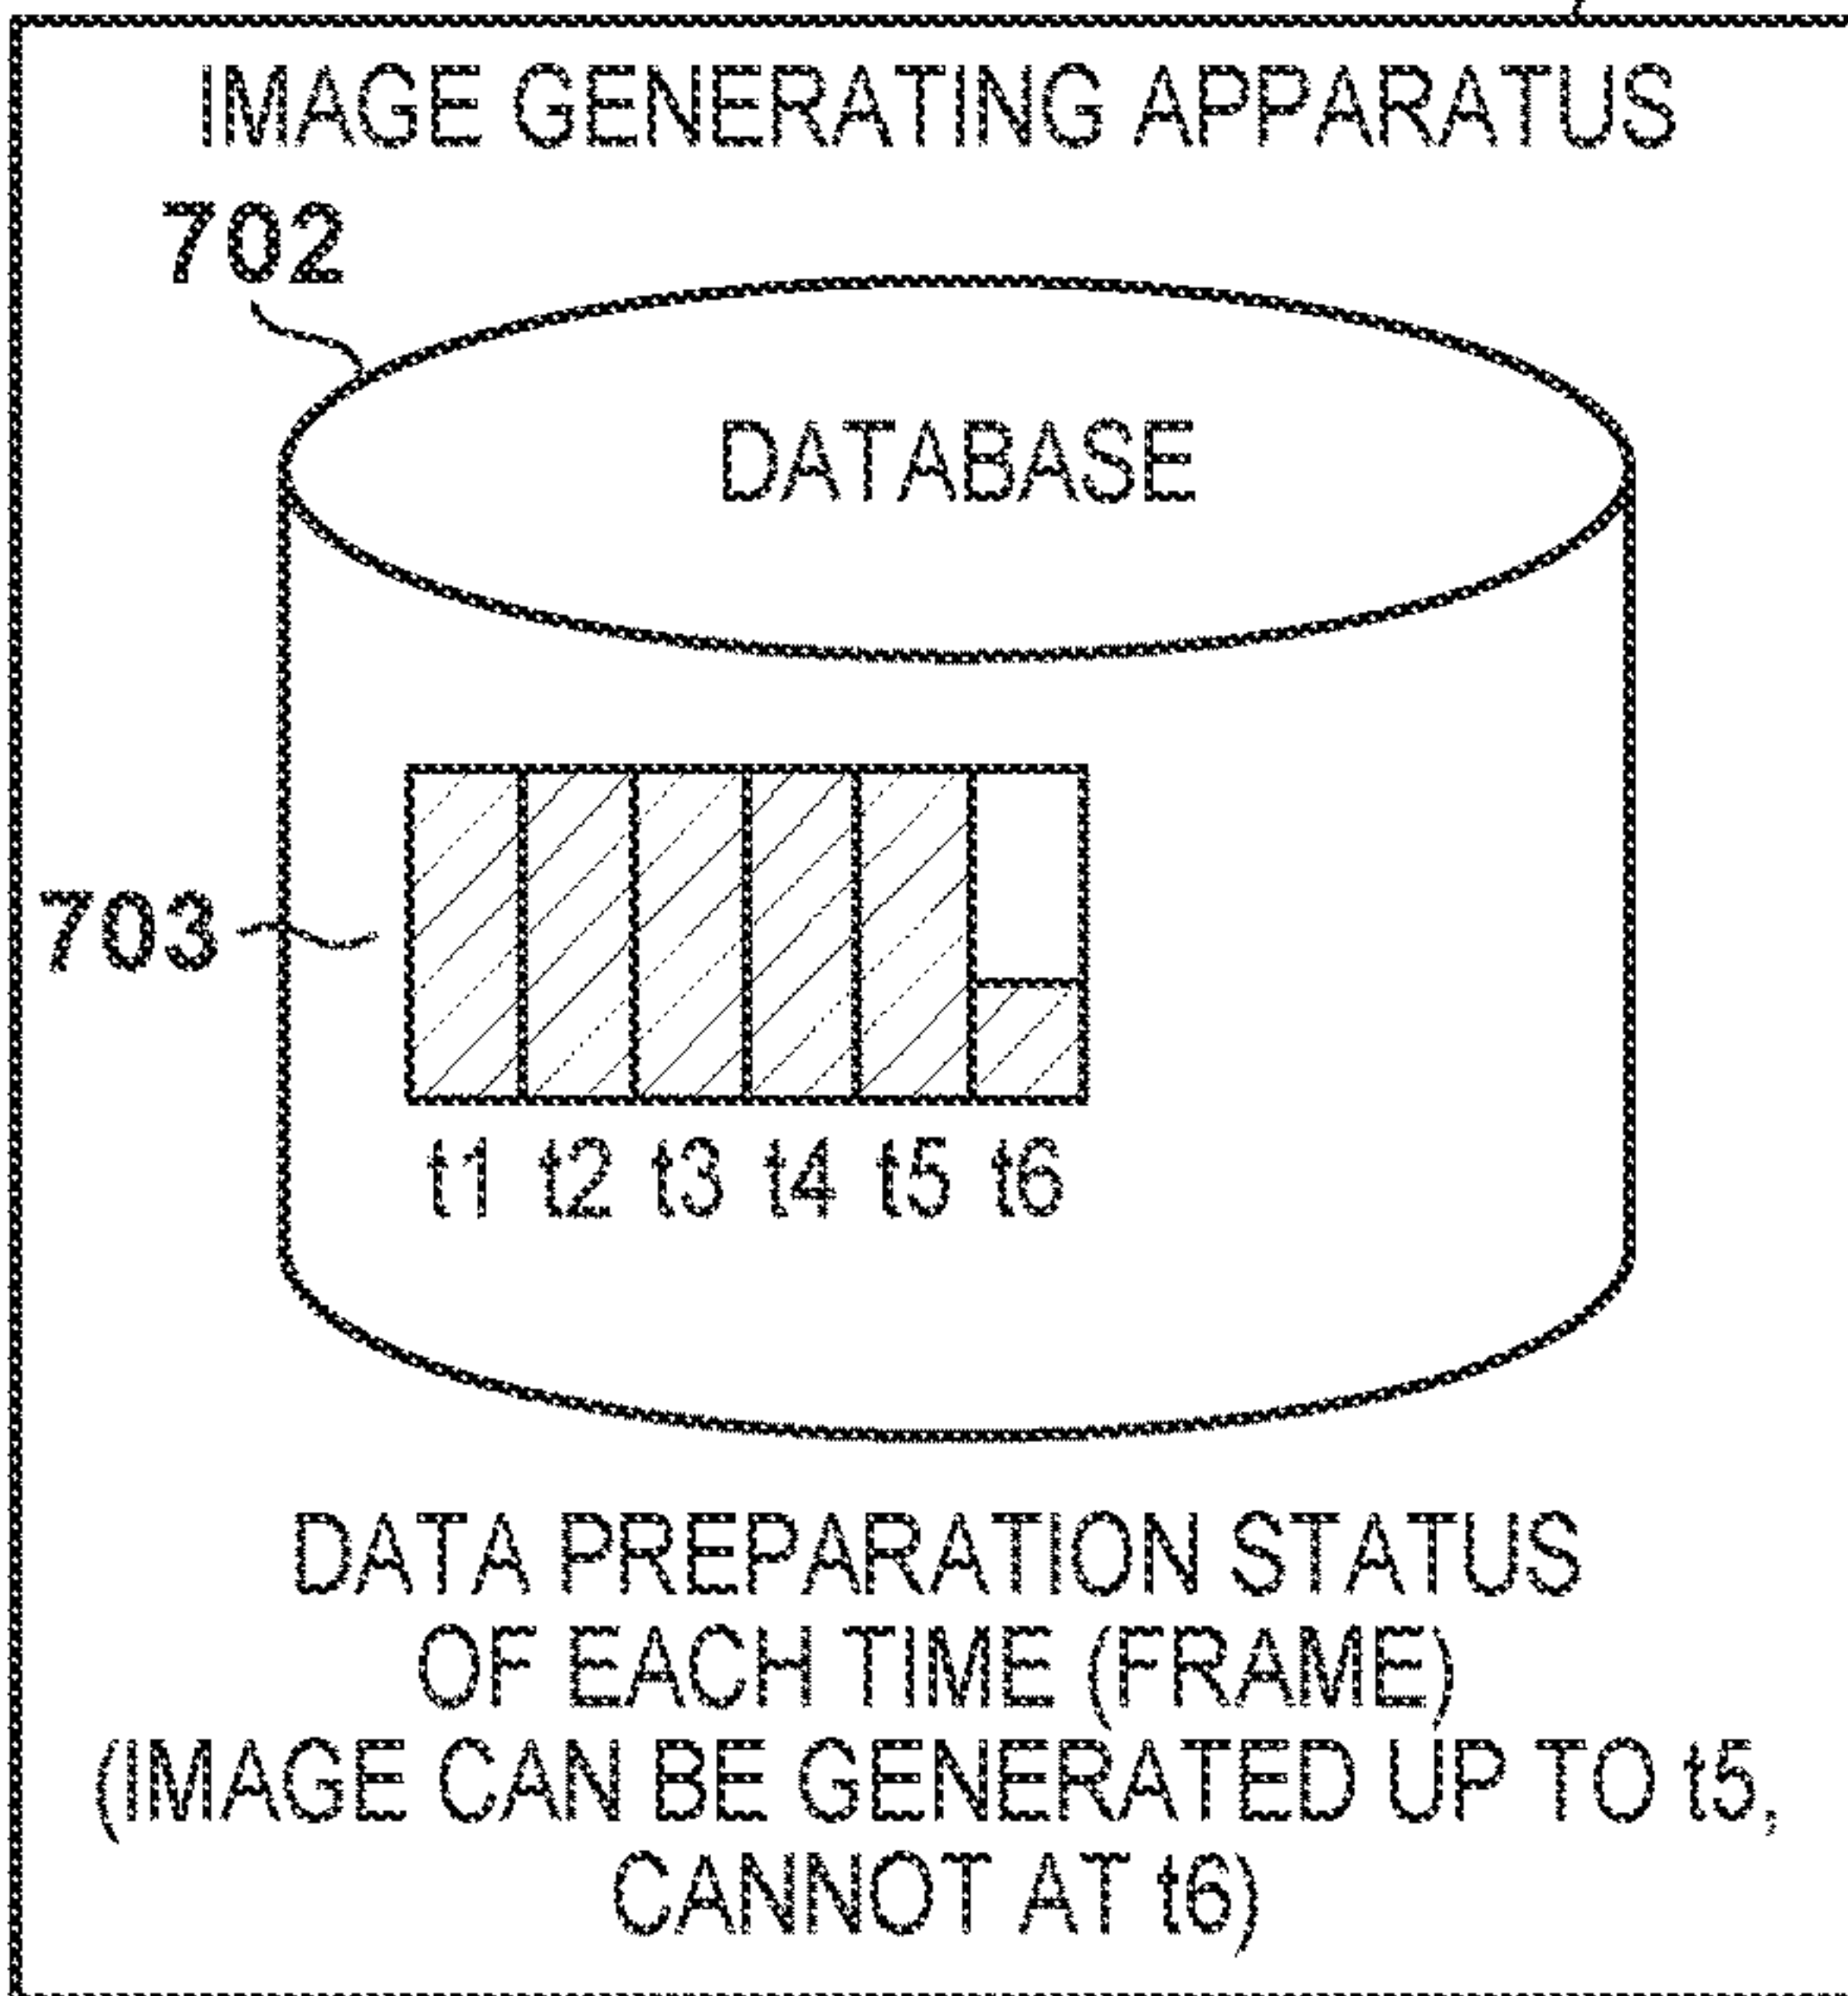 IMAGE GENERATING APPARATUS
702
DATABASE
703
t1 t2 t3 t4 t5 t6
DATA PREPARATION STATUS
OF EACH TIME (FRAME)
(IMAGE CAN BE GENERATED UP TO t5,
CANNOT AT t6)